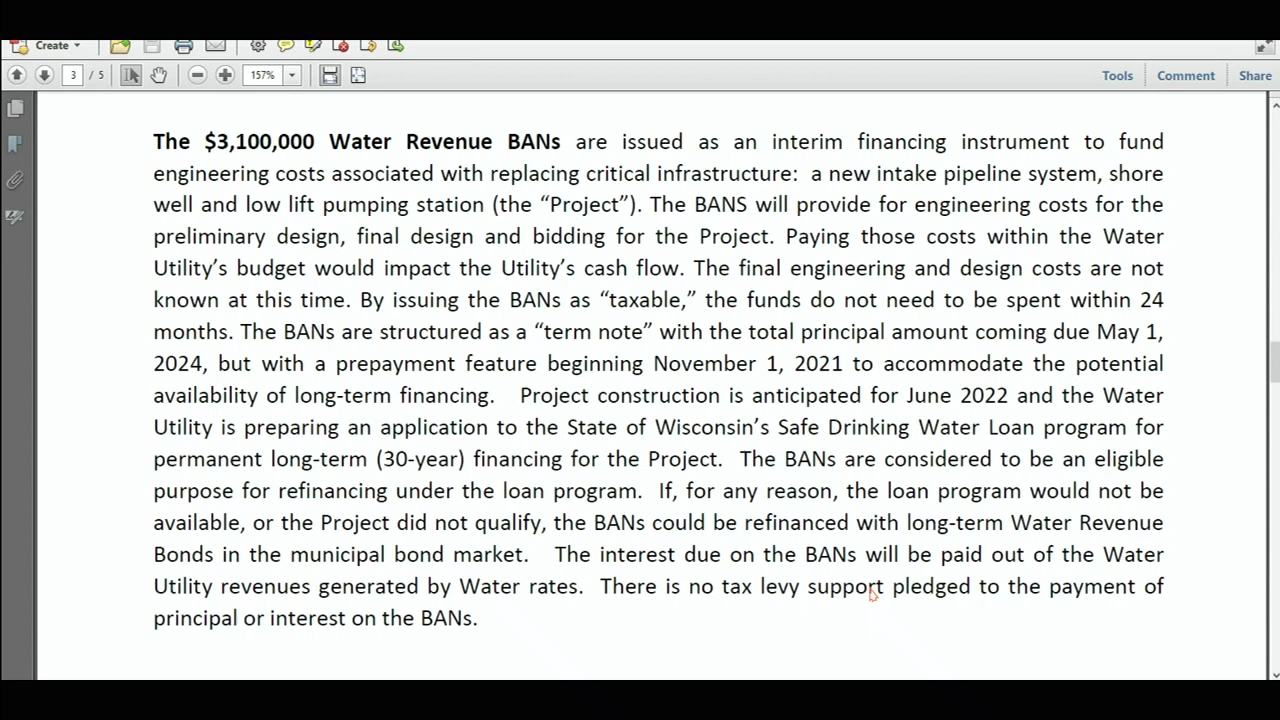 Create
3 / 5
157%
Tools
Comment
Share
The $3,100,000 Water Revenue BANs are issued as an interim financing instrument to fund
engineering costs associated with replacing critical infrastructure: a new intake pipeline system, shore
well and low lift pumping station (the “Project”). The BANS will provide for engineering costs for the
preliminary design, final design and bidding for the Project. Paying those costs within the Water
Utility’s budget would impact the Utility’s cash flow. The final engineering and design costs are not
known at this time. By issuing the BANs as “taxable,” the funds do not need to be spent within 24
months. The BANs are structured as a “term note” with the total principal amount coming due May 1,
2024, but with a prepayment feature beginning November 1, 2021 to accommodate the potential
availability of long-term financing. Project construction is anticipated for June 2022 and the Water
Utility is preparing an application to the State of Wisconsin’s Safe Drinking Water Loan program for
permanent long-term (30-year) financing for the Project. The BANs are considered to be an eligible
purpose for refinancing under the loan program. If, for any reason, the loan program would not be
available, or the Project did not qualify, the BANs could be refinanced with long-term Water Revenue
Bonds in the municipal bond market. The interest due on the BANs will be paid out of the Water
Utility revenues generated by Water rates. There is no tax levy support pledged to the payment of
principal or interest on the BANs.